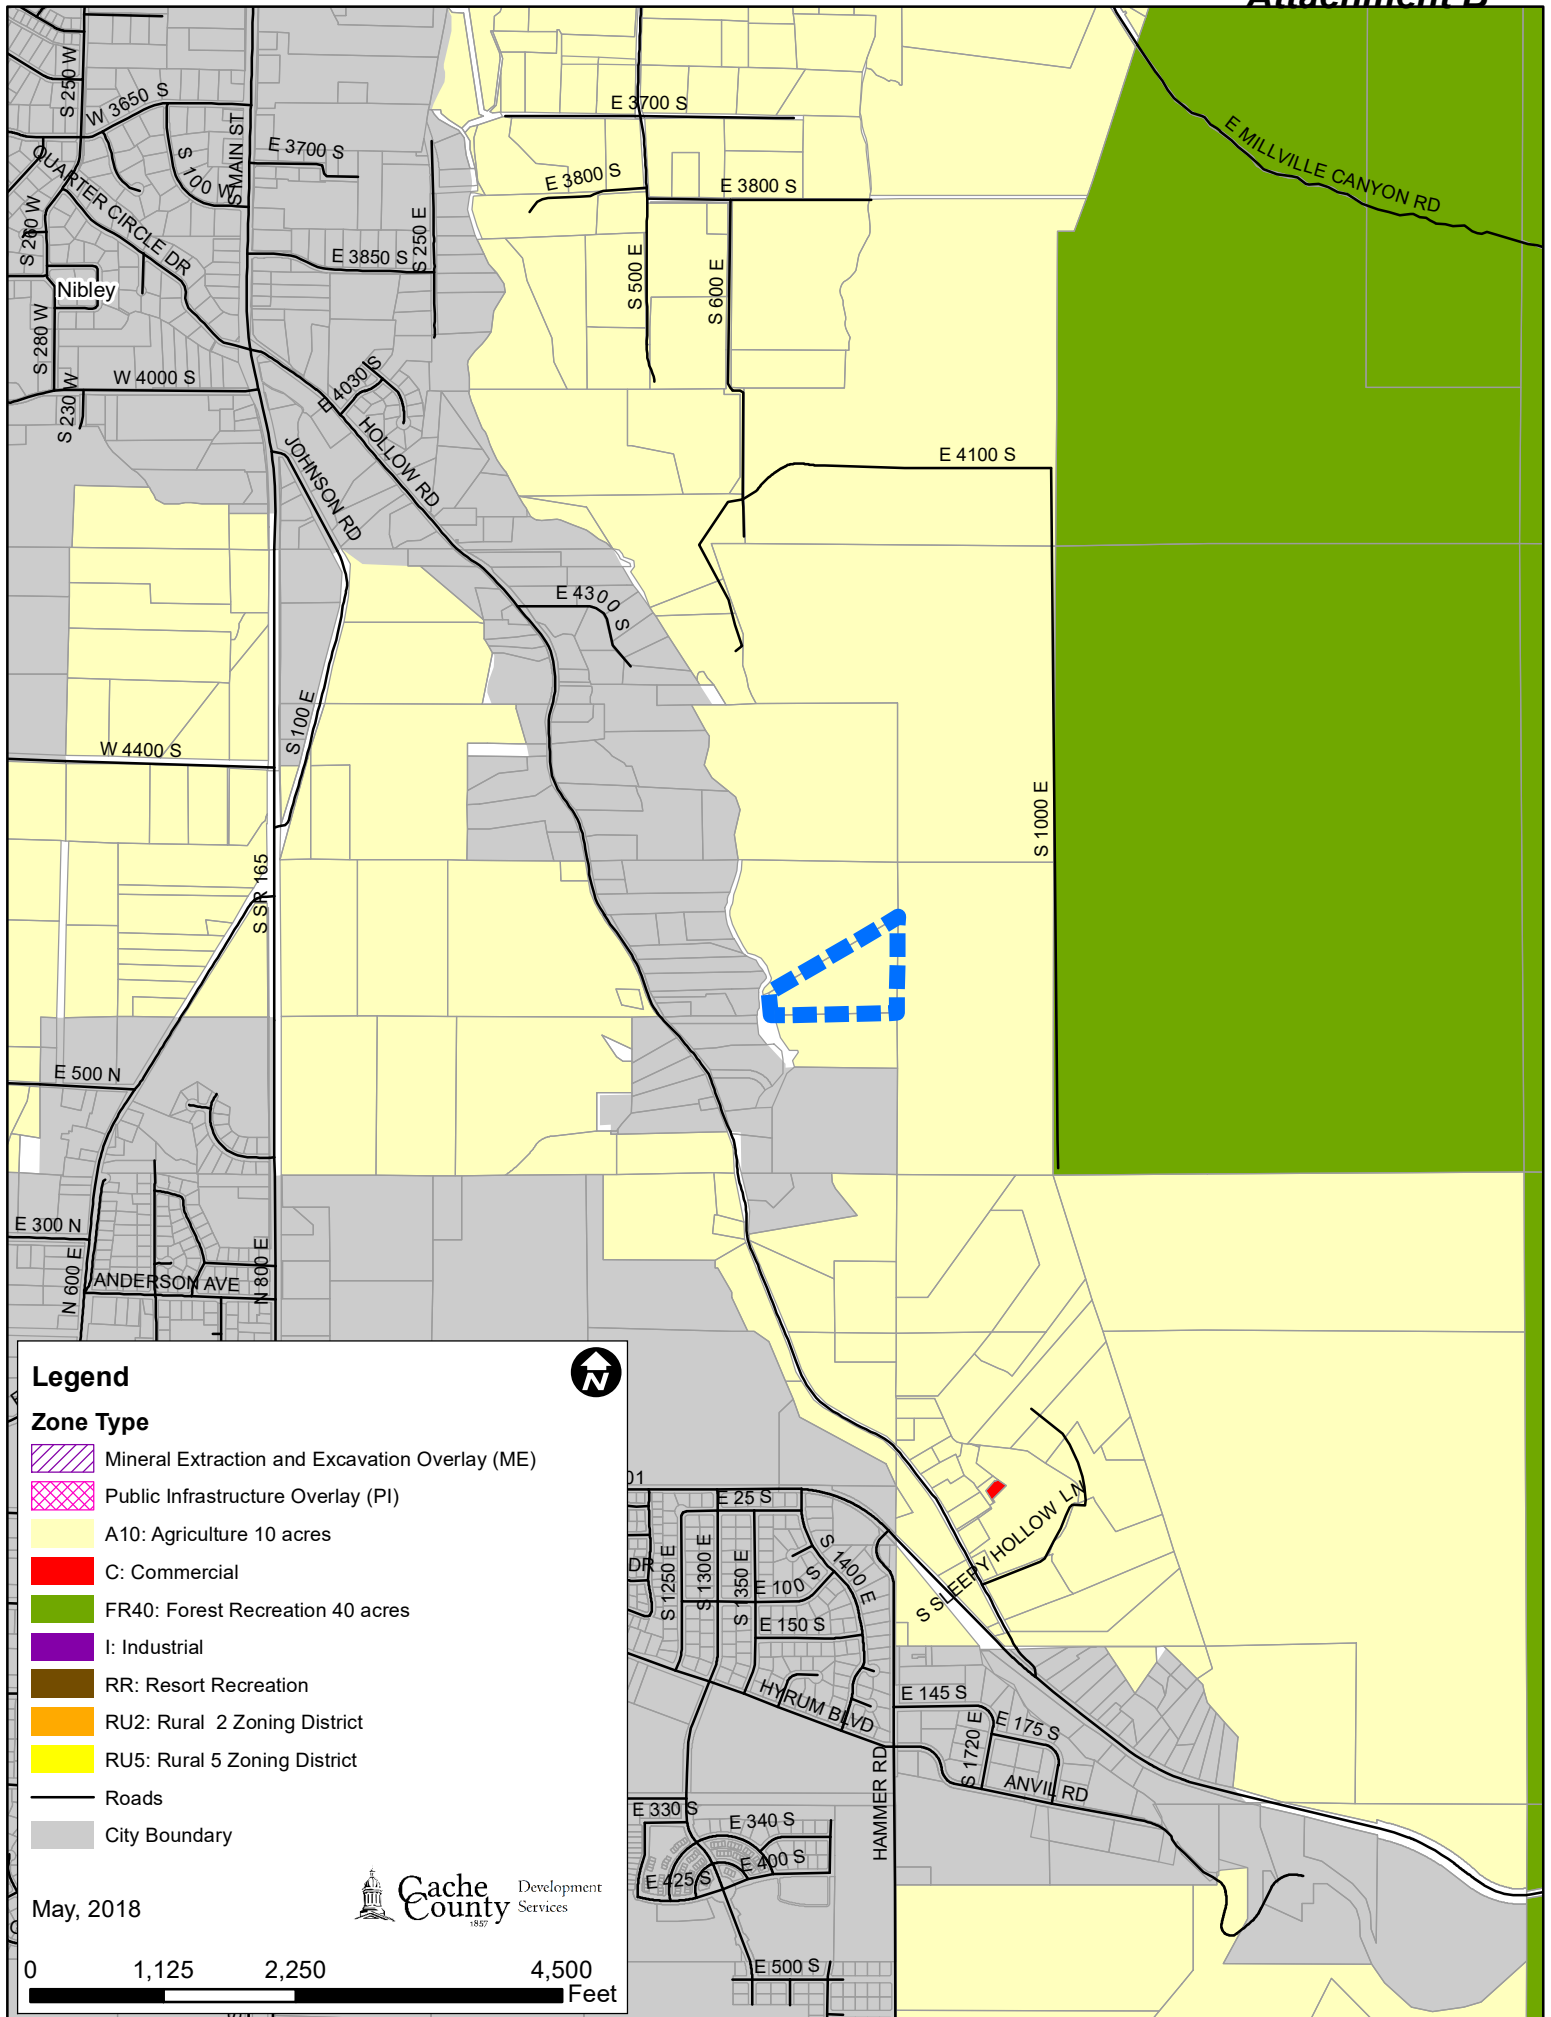 Attachment B
S 250 W
W 3650 S
S MAIN ST
E 3700 S
E 3700 S
QUARTER CIRCLE DR
S 100 W
E 3800 S
E 3800 S
E MILLVILLE CANYON RD
S 260 W
S 250 E
E 3850 S
S 500 E
S 600 E
Nibley
S 280 W
W 4000 S
E 4030 S
S 230 W
HOLLOW RD
JOHNSON RD
E 4100 S
E 4300 S
S 100 E
W 4400 S
S 1000 E
S SR 165
E 500 N
E 300 N
N 600 E
N 800 E
ANDERSON AVE
Legend
N
Zone Type
Mineral Extraction and Excavation Overlay (ME)
Public Infrastructure Overlay (PI)
A10: Agriculture 10 acres
C: Commercial
FR40: Forest Recreation 40 acres
I: Industrial
RR: Resort Recreation
RU2: Rural 2 Zoning District
RU5: Rural 5 Zoning District
Roads
City Boundary
May, 2018
Cache County
1857
Development
Services
0 1,125 2,250 4,500
Feet
01
E 25 S
DR
S 1250 E
S 1300 E
S 1350 E
S 1400 E
E 100 S
E 150 S
S SLEEPY HOLLOW LN
HYRUM BLVD
E 145 S
E 175 S
S 1720 E
HAMMER RD
ANVIL RD
E 330 S
E 340 S
E 400 S
E 425 S
E 500 S